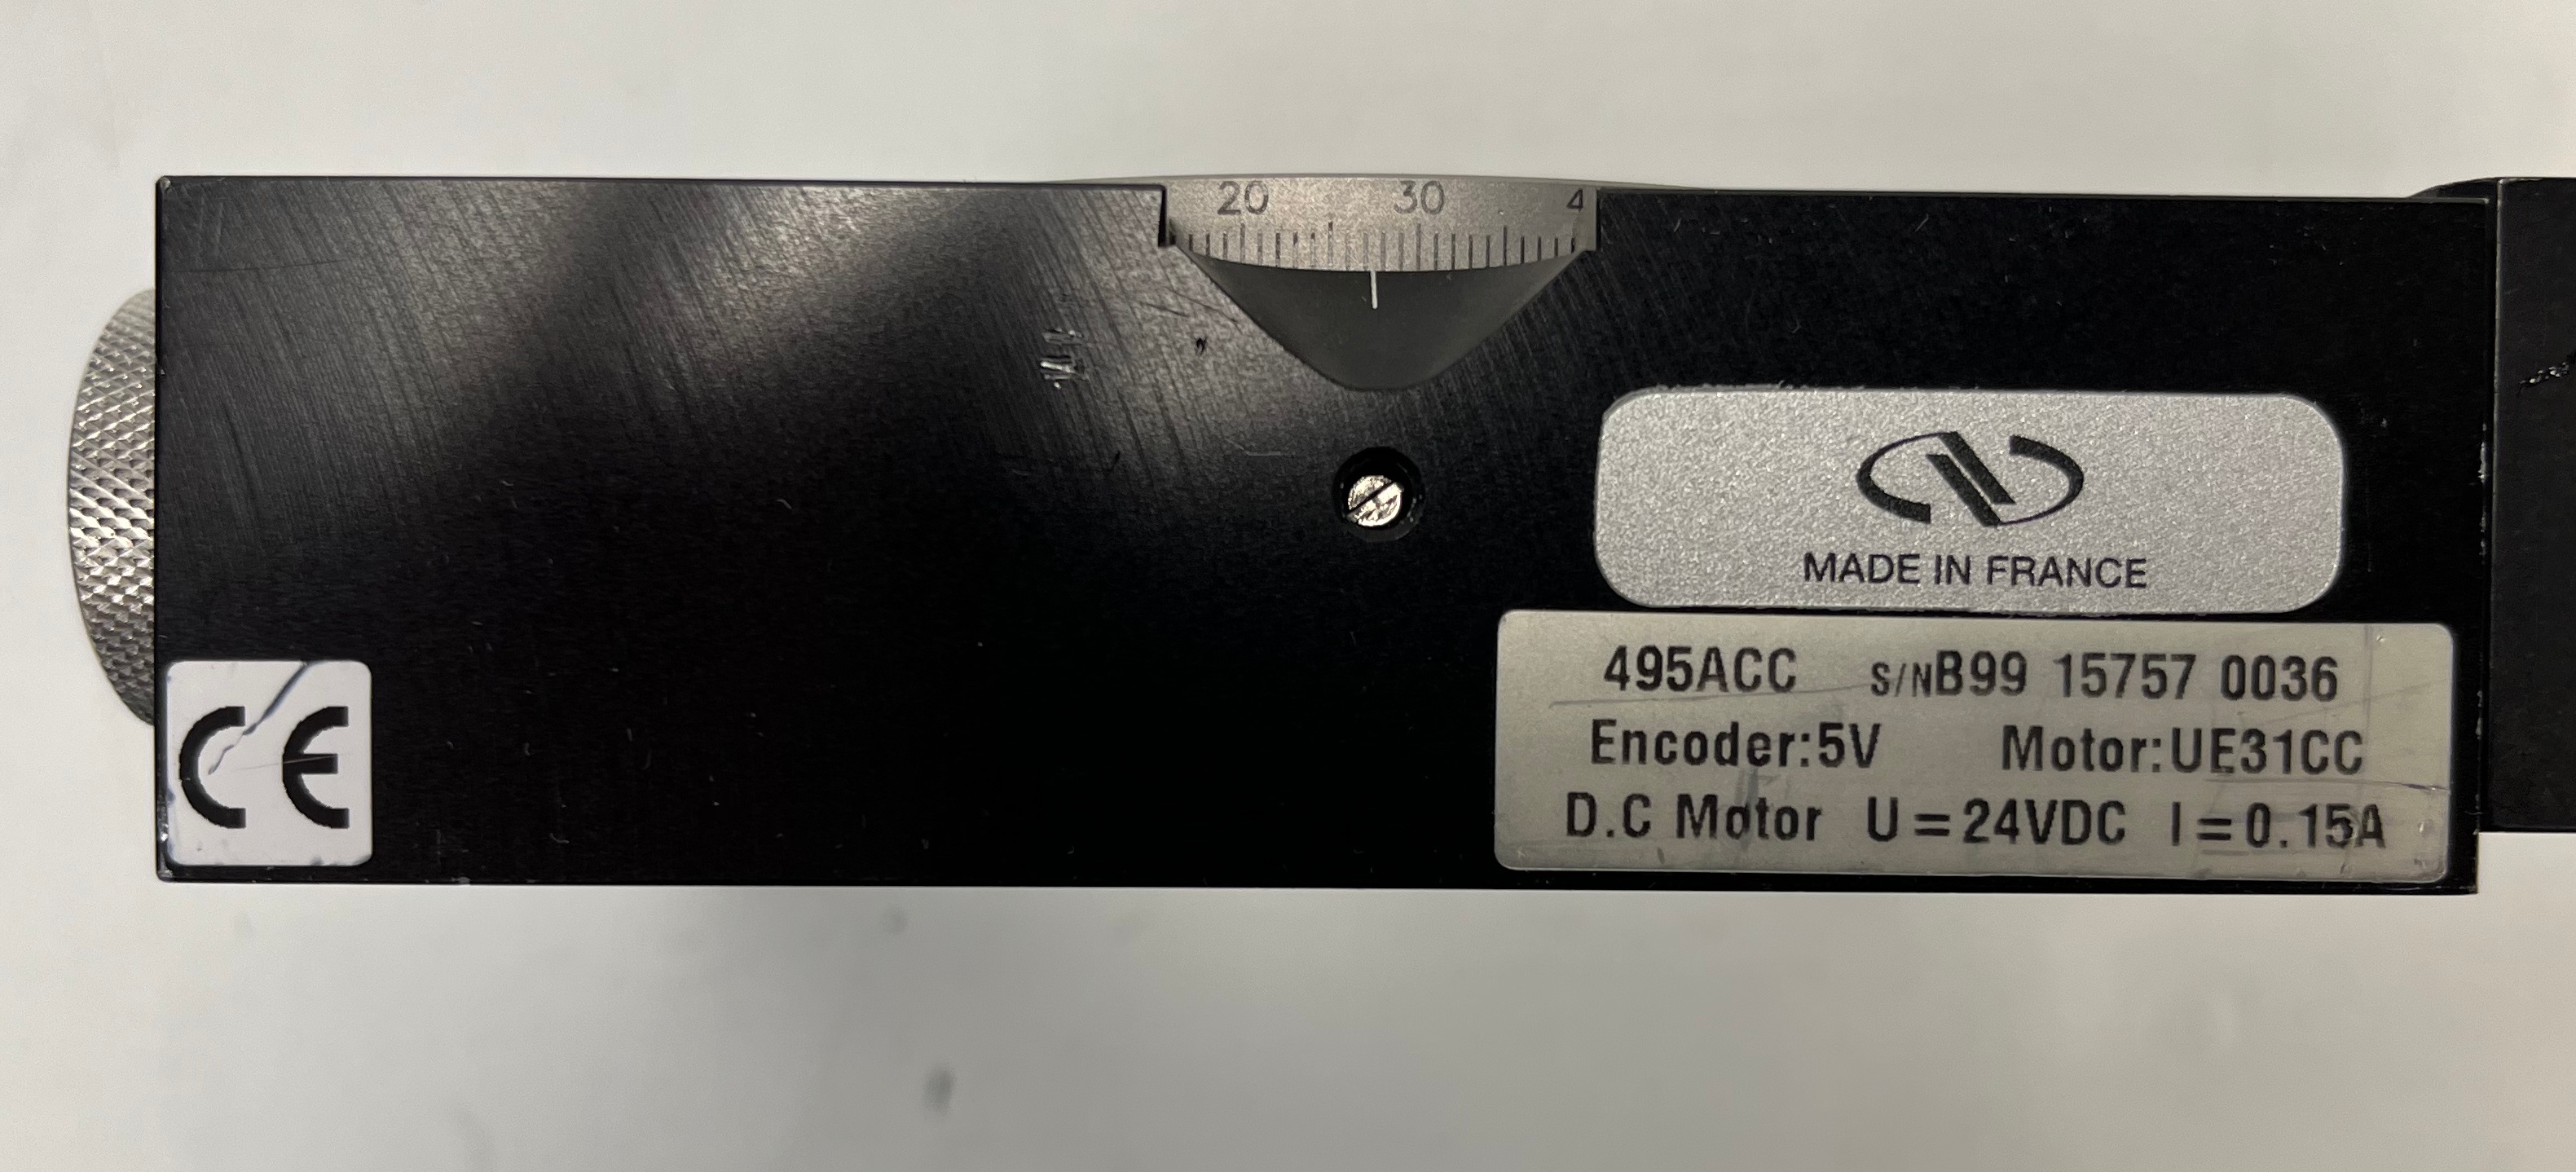 20 30 4
MADE IN FRANCE
495ACC S/NB99 15757 0036
Encoder:5V Motor:UE31CC
D.C Motor U=24VDC I=0.15A
CE